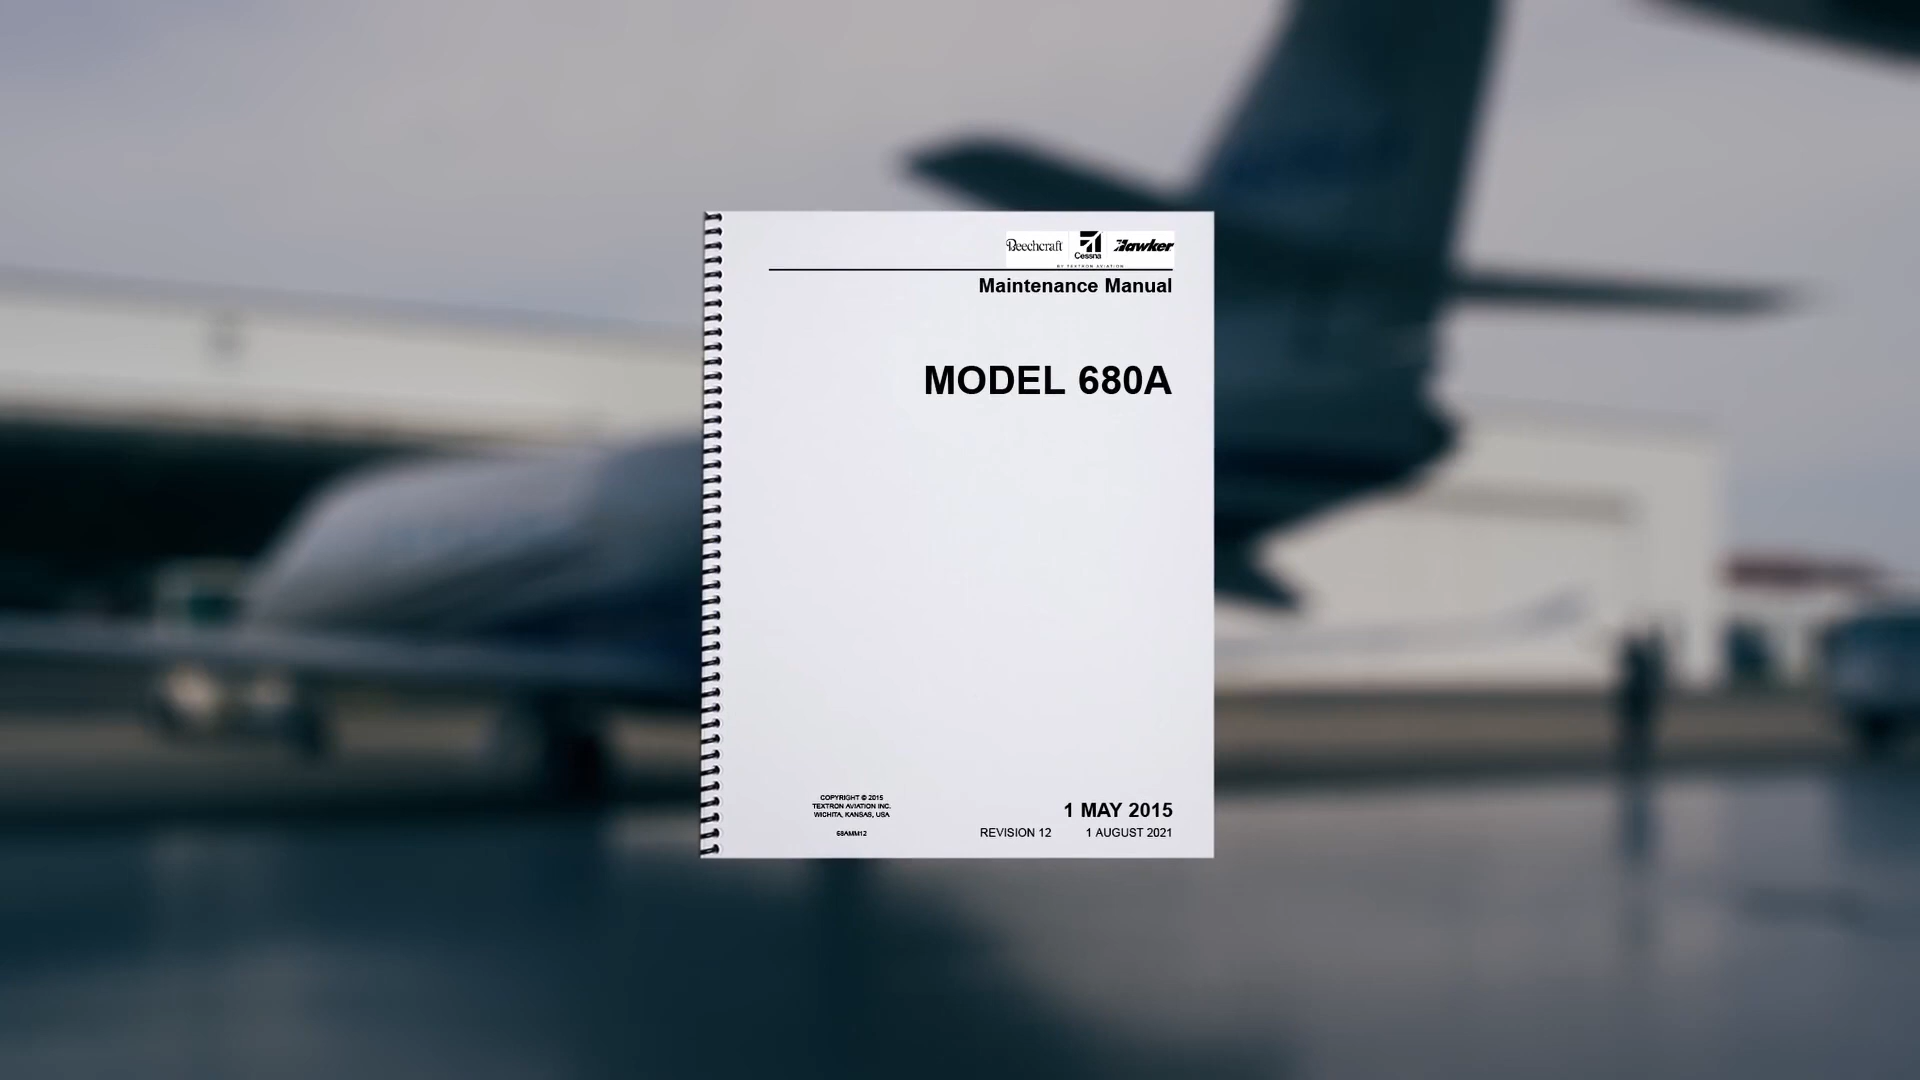 Beechcraft Cessna Hawker
BY TEXTRON AVIATION
Maintenance Manual
MODEL 680A
COPYRIGHT © 2015
TEXTRON AVIATION INC.
WICHITA, KANSAS, USA
68AMM12
1 MAY 2015
REVISION 12 1 AUGUST 2021